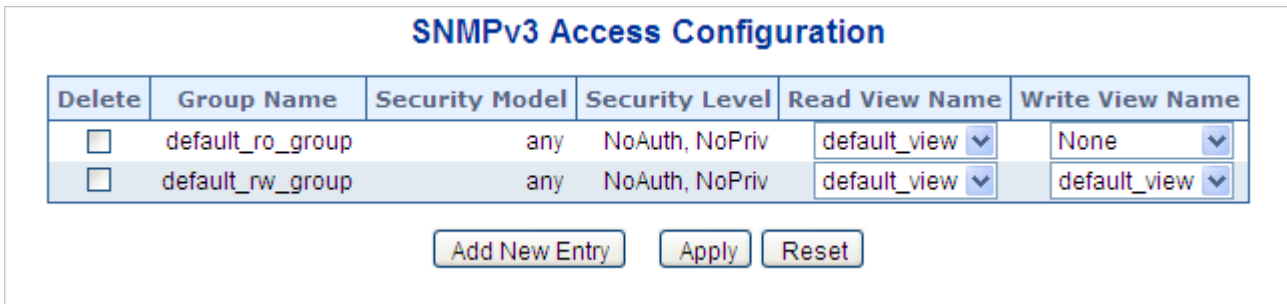 SNMPv3 Access Configuration
Delete Group Name Security Model Security Level Read View Name Write View Name
default_ro_group any NoAuth, NoPriv default_view None
default_rw_group any NoAuth, NoPriv default_view default_view
Add New Entry Apply Reset